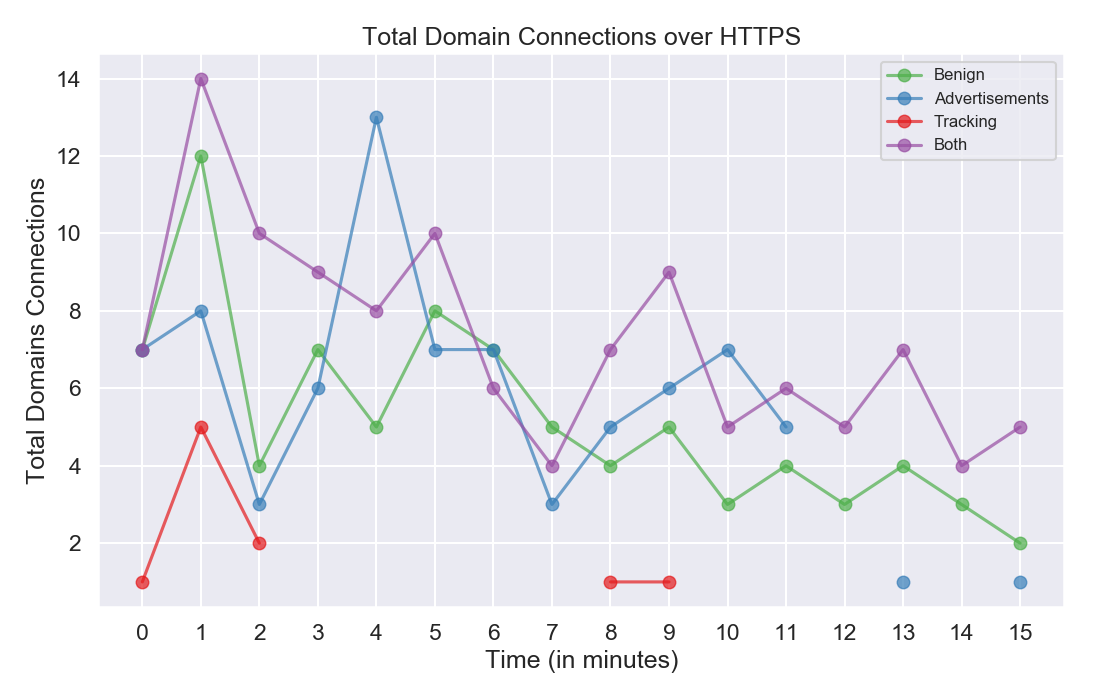 Total Domain Connections over HTTPS
Benign
Advertisements
Tracking
Both
Total Domains Connections
14
12
10
8
6
4
2
0 1 2 3 4 5 6 7 8 9 10 11 12 13 14 15
Time (in minutes)